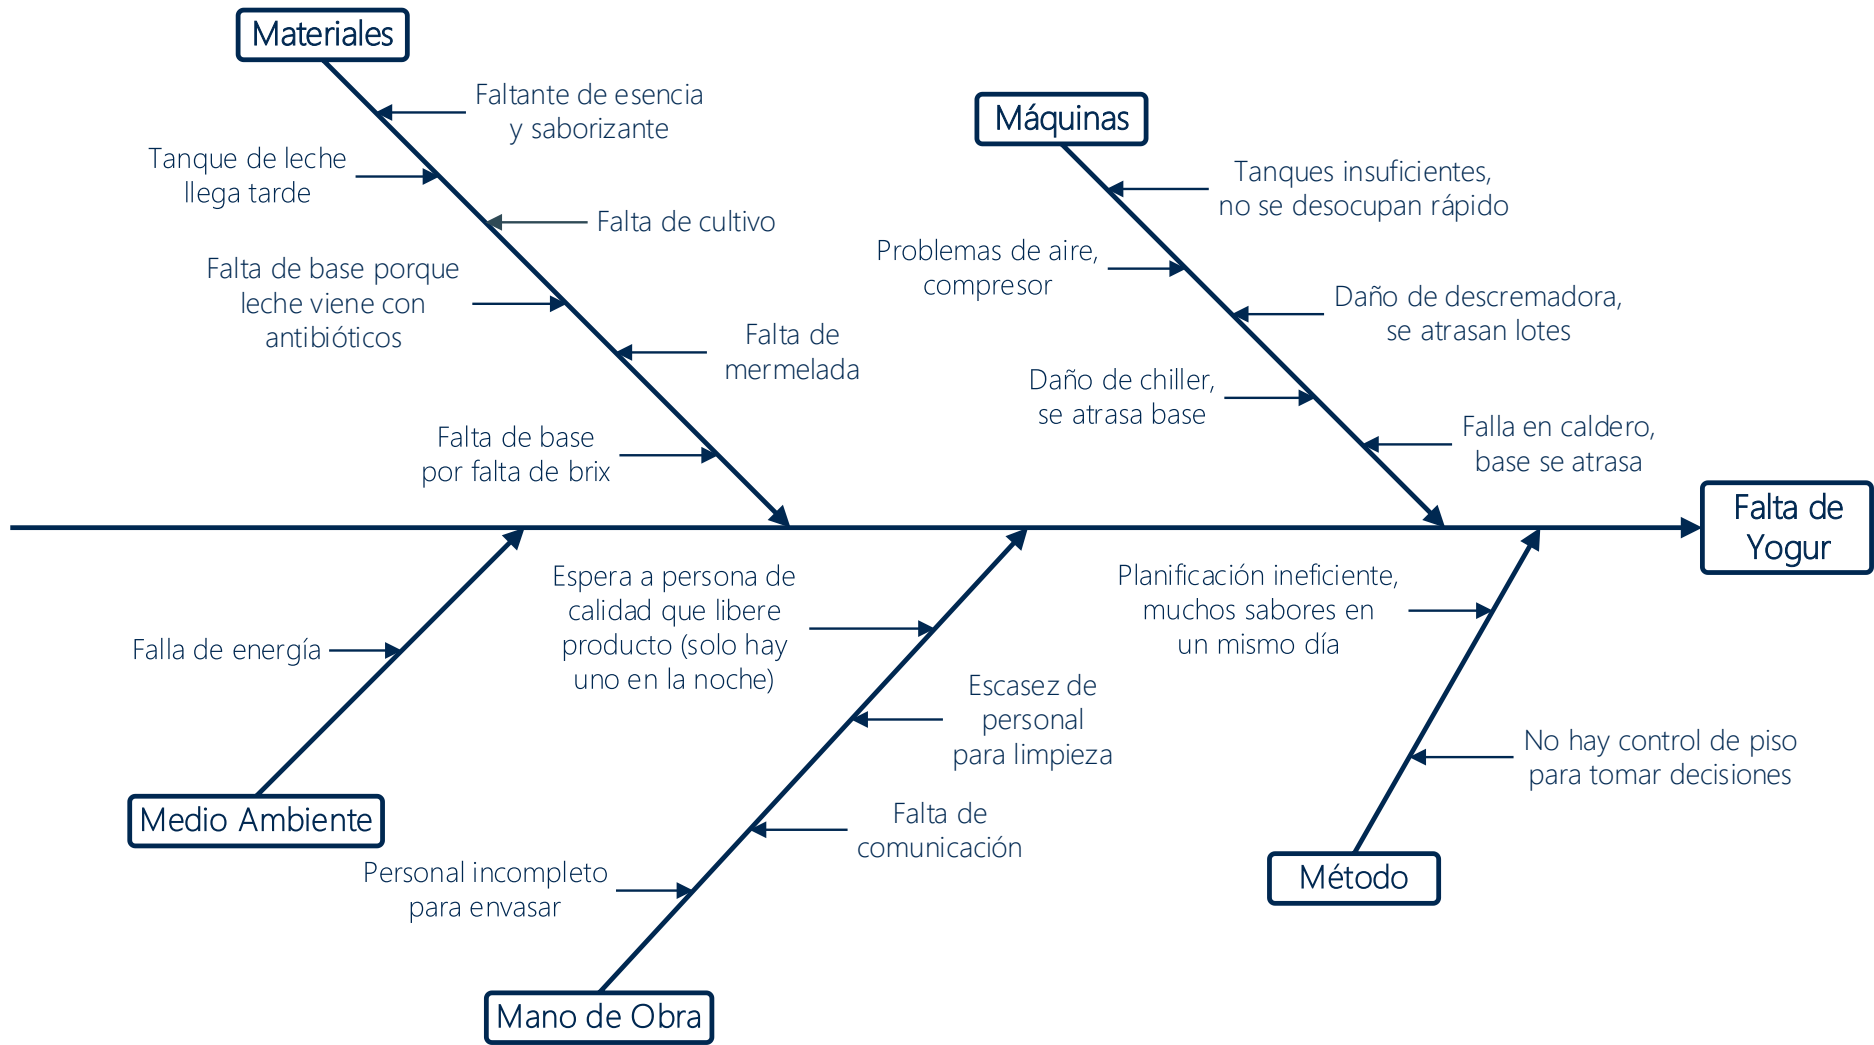 Materiales
Faltante de esencia
y saborizante
Tanque de leche
llega tarde
Falta de cultivo
Falta de base porque
leche viene con
antibióticos
Falta de
mermelada
Falta de base
por falta de brix
Máquinas
Tanques insuficientes,
no se desocupan rápido
Problemas de aire,
compresor
Daño de descremadora,
se atrasan lotes
Daño de chiller,
se atrasa base
Falla en caldero,
base se atrasa
Falta de
Yogur
Falla de energía
Medio Ambiente
Espera a persona de
calidad que libere
producto (solo hay
uno en la noche)
Escasez de
personal
para limpieza
Falta de
comunicación
Personal incompleto
para envasar
Mano de Obra
Planificación ineficiente,
muchos sabores en
un mismo día
No hay control de piso
para tomar decisiones
Método